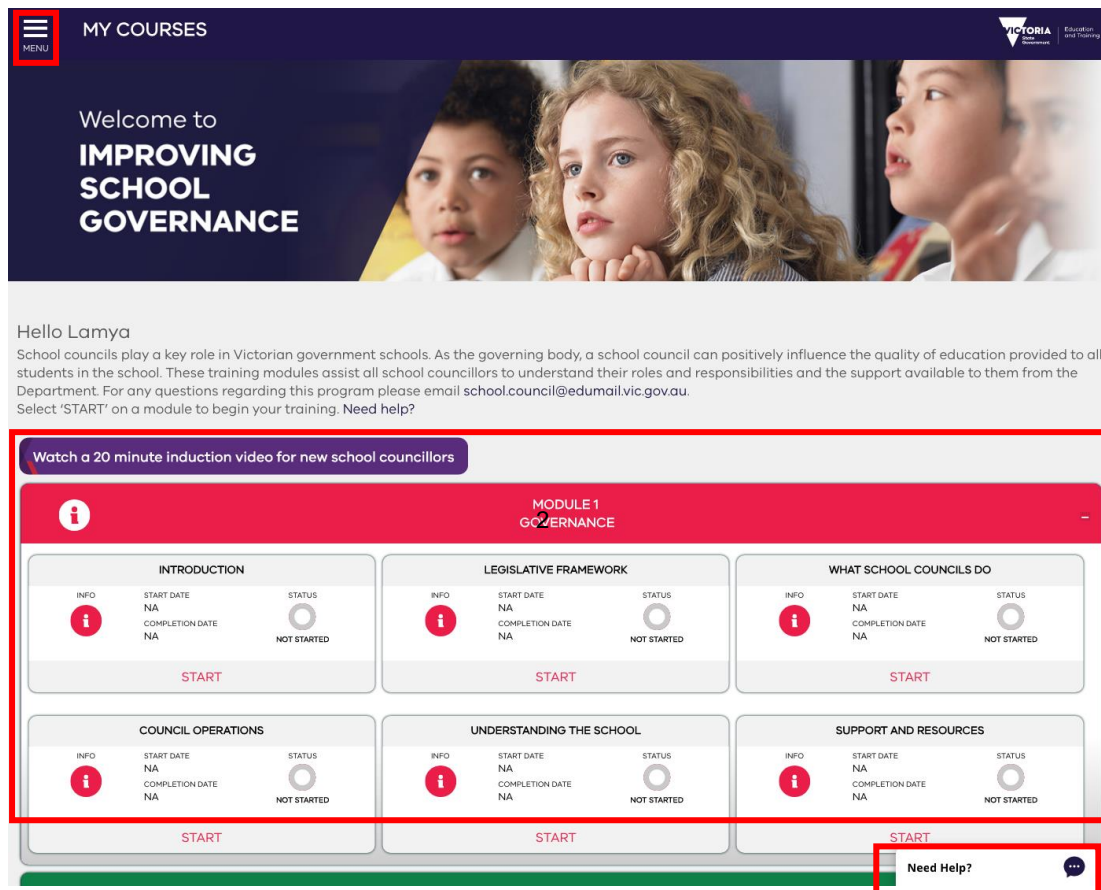 MENU
MY COURSES
VICTORIA
State
Government
Education
and Training
Welcome to
IMPROVING
SCHOOL
GOVERNANCE
Hello Lamya
School councils play a key role in Victorian government schools. As the governing body, a school council can positively influence the quality of education provided to all
students in the school. These training modules assist all school councillors to understand their roles and responsibilities and the support available to them from the
Department. For any questions regarding this program please email school.council@edumail.vic.gov.au.
Select ‘START’ on a module to begin your training. Need help?
Watch a 20 minute induction video for new school councillors
i
MODULE 1
GOVERNANCE
2
–
INTRODUCTION
INFO
i
START DATE
NA
COMPLETION DATE
NA
STATUS
NOT STARTED
START
LEGISLATIVE FRAMEWORK
INFO
i
START DATE
NA
COMPLETION DATE
NA
STATUS
NOT STARTED
START
WHAT SCHOOL COUNCILS DO
INFO
i
START DATE
NA
COMPLETION DATE
NA
STATUS
NOT STARTED
START
COUNCIL OPERATIONS
INFO
i
START DATE
NA
COMPLETION DATE
NA
STATUS
NOT STARTED
START
UNDERSTANDING THE SCHOOL
INFO
i
START DATE
NA
COMPLETION DATE
NA
STATUS
NOT STARTED
START
SUPPORT AND RESOURCES
INFO
i
START DATE
NA
COMPLETION DATE
NA
STATUS
NOT STARTED
START
Need Help?